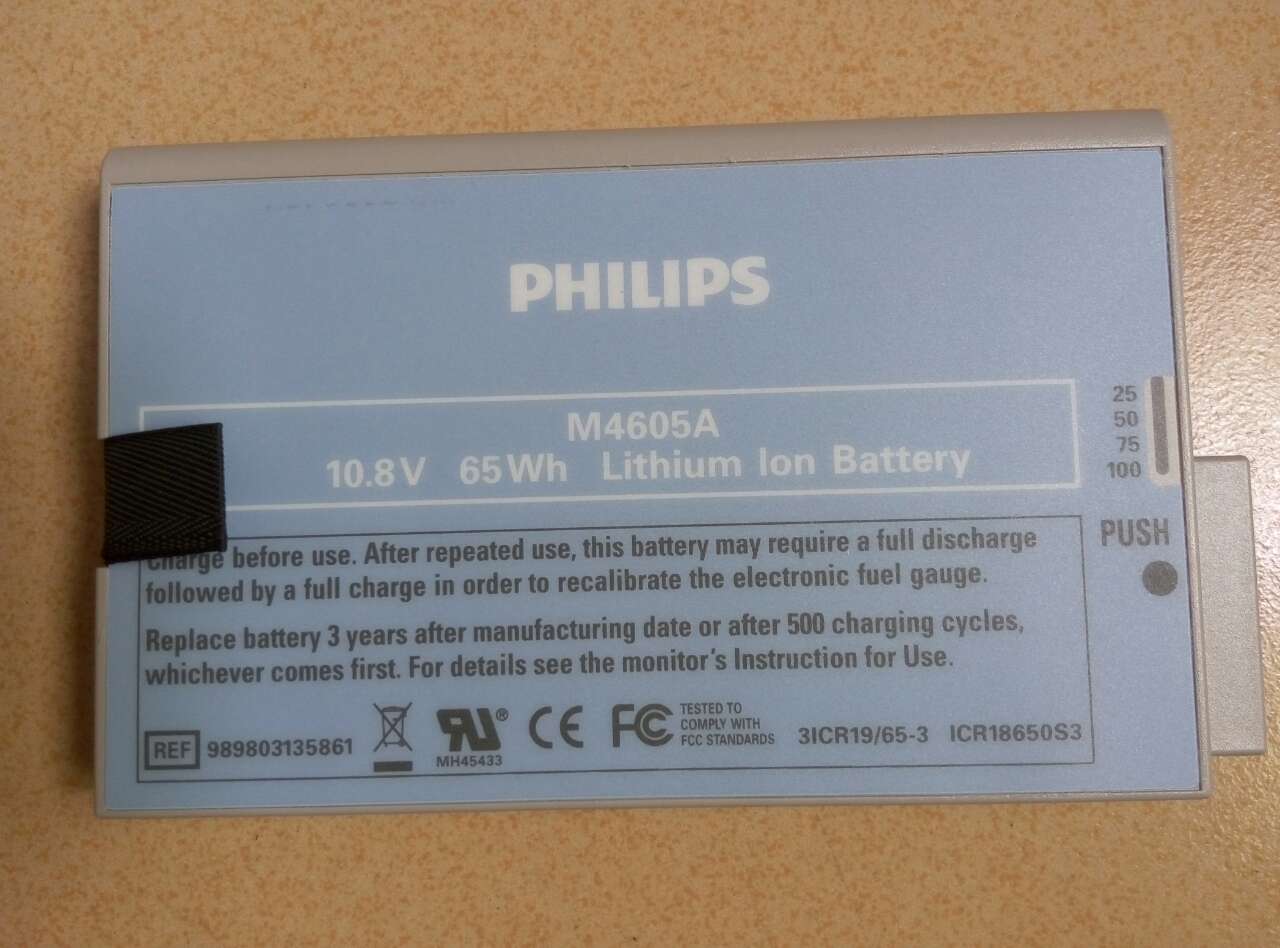 PHILIPS
M4605A
10.8V 65Wh Lithium Ion Battery
25
50
75
100
PUSH
Charge before use. After repeated use, this battery may require a full discharge
followed by a full charge in order to recalibrate the electronic fuel gauge.
Replace battery 3 years after manufacturing date or after 500 charging cycles,
whichever comes first. For details see the monitor's Instruction for Use.
REF 989803135861
MH45433
CE
FC
TESTED TO
COMPLY WITH
FCC STANDARDS
3ICR19/65-3 ICR18650S3